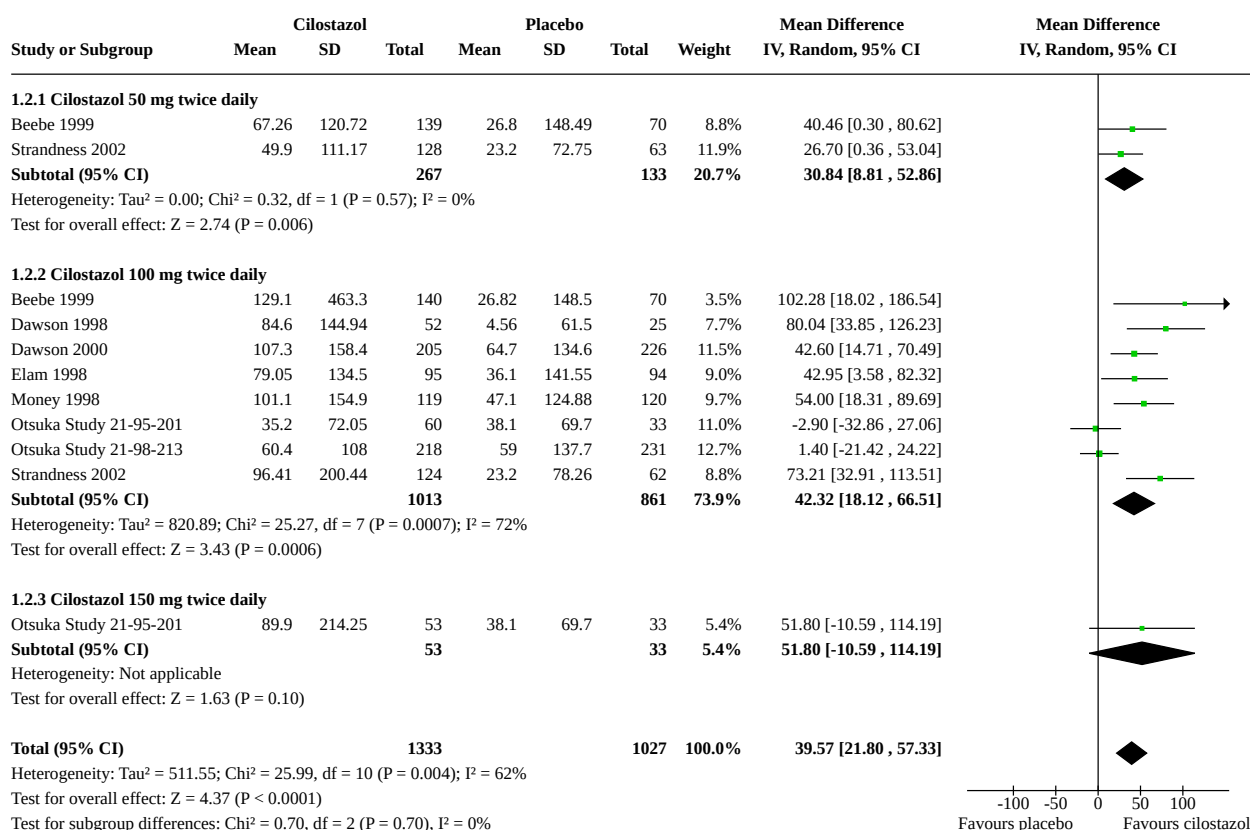 Cilostazol Placebo Mean Difference Mean Difference
Study or Subgroup Mean SD Total Mean SD Total Weight IV, Random, 95% CI IV, Random, 95% CI
1.2.1 Cilostazol 50 mg twice daily
Beebe 1999 67.26 120.72 139 26.8 148.49 70 8.8% 40.46 [0.30 , 80.62]
Strandness 2002 49.9 111.17 128 23.2 72.75 63 11.9% 26.70 [0.36 , 53.04]
Subtotal (95% CI) 267 133 20.7% 30.84 [8.81 , 52.86]
Heterogeneity: Tau² = 0.00; Chi² = 0.32, df = 1 (P = 0.57); I² = 0%
Test for overall effect: Z = 2.74 (P = 0.006)
1.2.2 Cilostazol 100 mg twice daily
Beebe 1999 129.1 463.3 140 26.82 148.5 70 3.5% 102.28 [18.02 , 186.54]
Dawson 1998 84.6 144.94 52 4.56 61.5 25 7.7% 80.04 [33.85 , 126.23]
Dawson 2000 107.3 158.4 205 64.7 134.6 226 11.5% 42.60 [14.71 , 70.49]
Elam 1998 79.05 134.5 95 36.1 141.55 94 9.0% 42.95 [3.58 , 82.32]
Money 1998 101.1 154.9 119 47.1 124.88 120 9.7% 54.00 [18.31 , 89.69]
Otsuka Study 21-95-201 35.2 72.05 60 38.1 69.7 33 11.0% -2.90 [-32.86 , 27.06]
Otsuka Study 21-98-213 60.4 108 218 59 137.7 231 12.7% 1.40 [-21.42 , 24.22]
Strandness 2002 96.41 200.44 124 23.2 78.26 62 8.8% 73.21 [32.91 , 113.51]
Subtotal (95% CI) 1013 861 73.9% 42.32 [18.12 , 66.51]
Heterogeneity: Tau² = 820.89; Chi² = 25.27, df = 7 (P = 0.0007); I² = 72%
Test for overall effect: Z = 3.43 (P = 0.0006)
1.2.3 Cilostazol 150 mg twice daily
Otsuka Study 21-95-201 89.9 214.25 53 38.1 69.7 33 5.4% 51.80 [-10.59 , 114.19]
Subtotal (95% CI) 53 33 5.4% 51.80 [-10.59 , 114.19]
Heterogeneity: Not applicable
Test for overall effect: Z = 1.63 (P = 0.10)
Total (95% CI) 1333 1027 100.0% 39.57 [21.80 , 57.33]
Heterogeneity: Tau² = 511.55; Chi² = 25.99, df = 10 (P = 0.004); I² = 62%
Test for overall effect: Z = 4.37 (P < 0.0001) -100 -50 0 50 100
Test for subgroup differences: Chi² = 0.70, df = 2 (P = 0.70), I² = 0% Favours placebo Favours cilostazol